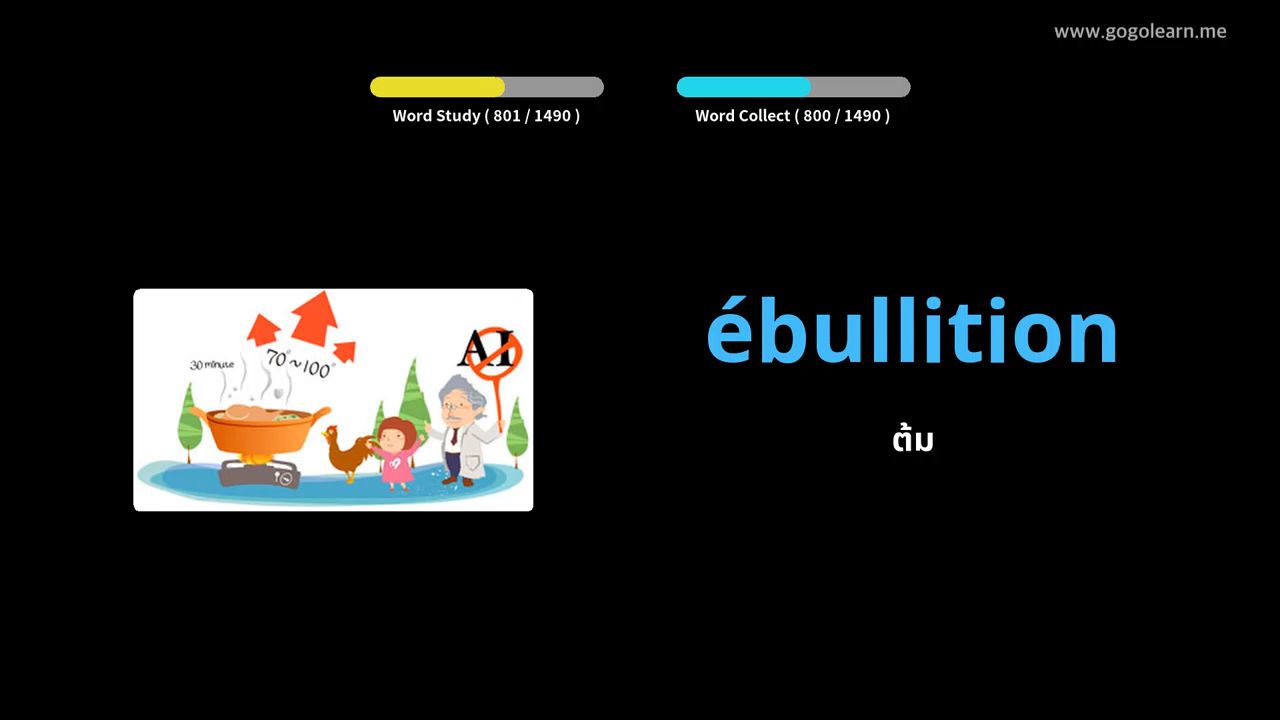 www.gogolearn.me
Word Study ( 801 / 1490 )
Word Collect ( 800 / 1490 )
30 minute
70°~100°
AI
ébullition
ต้ม